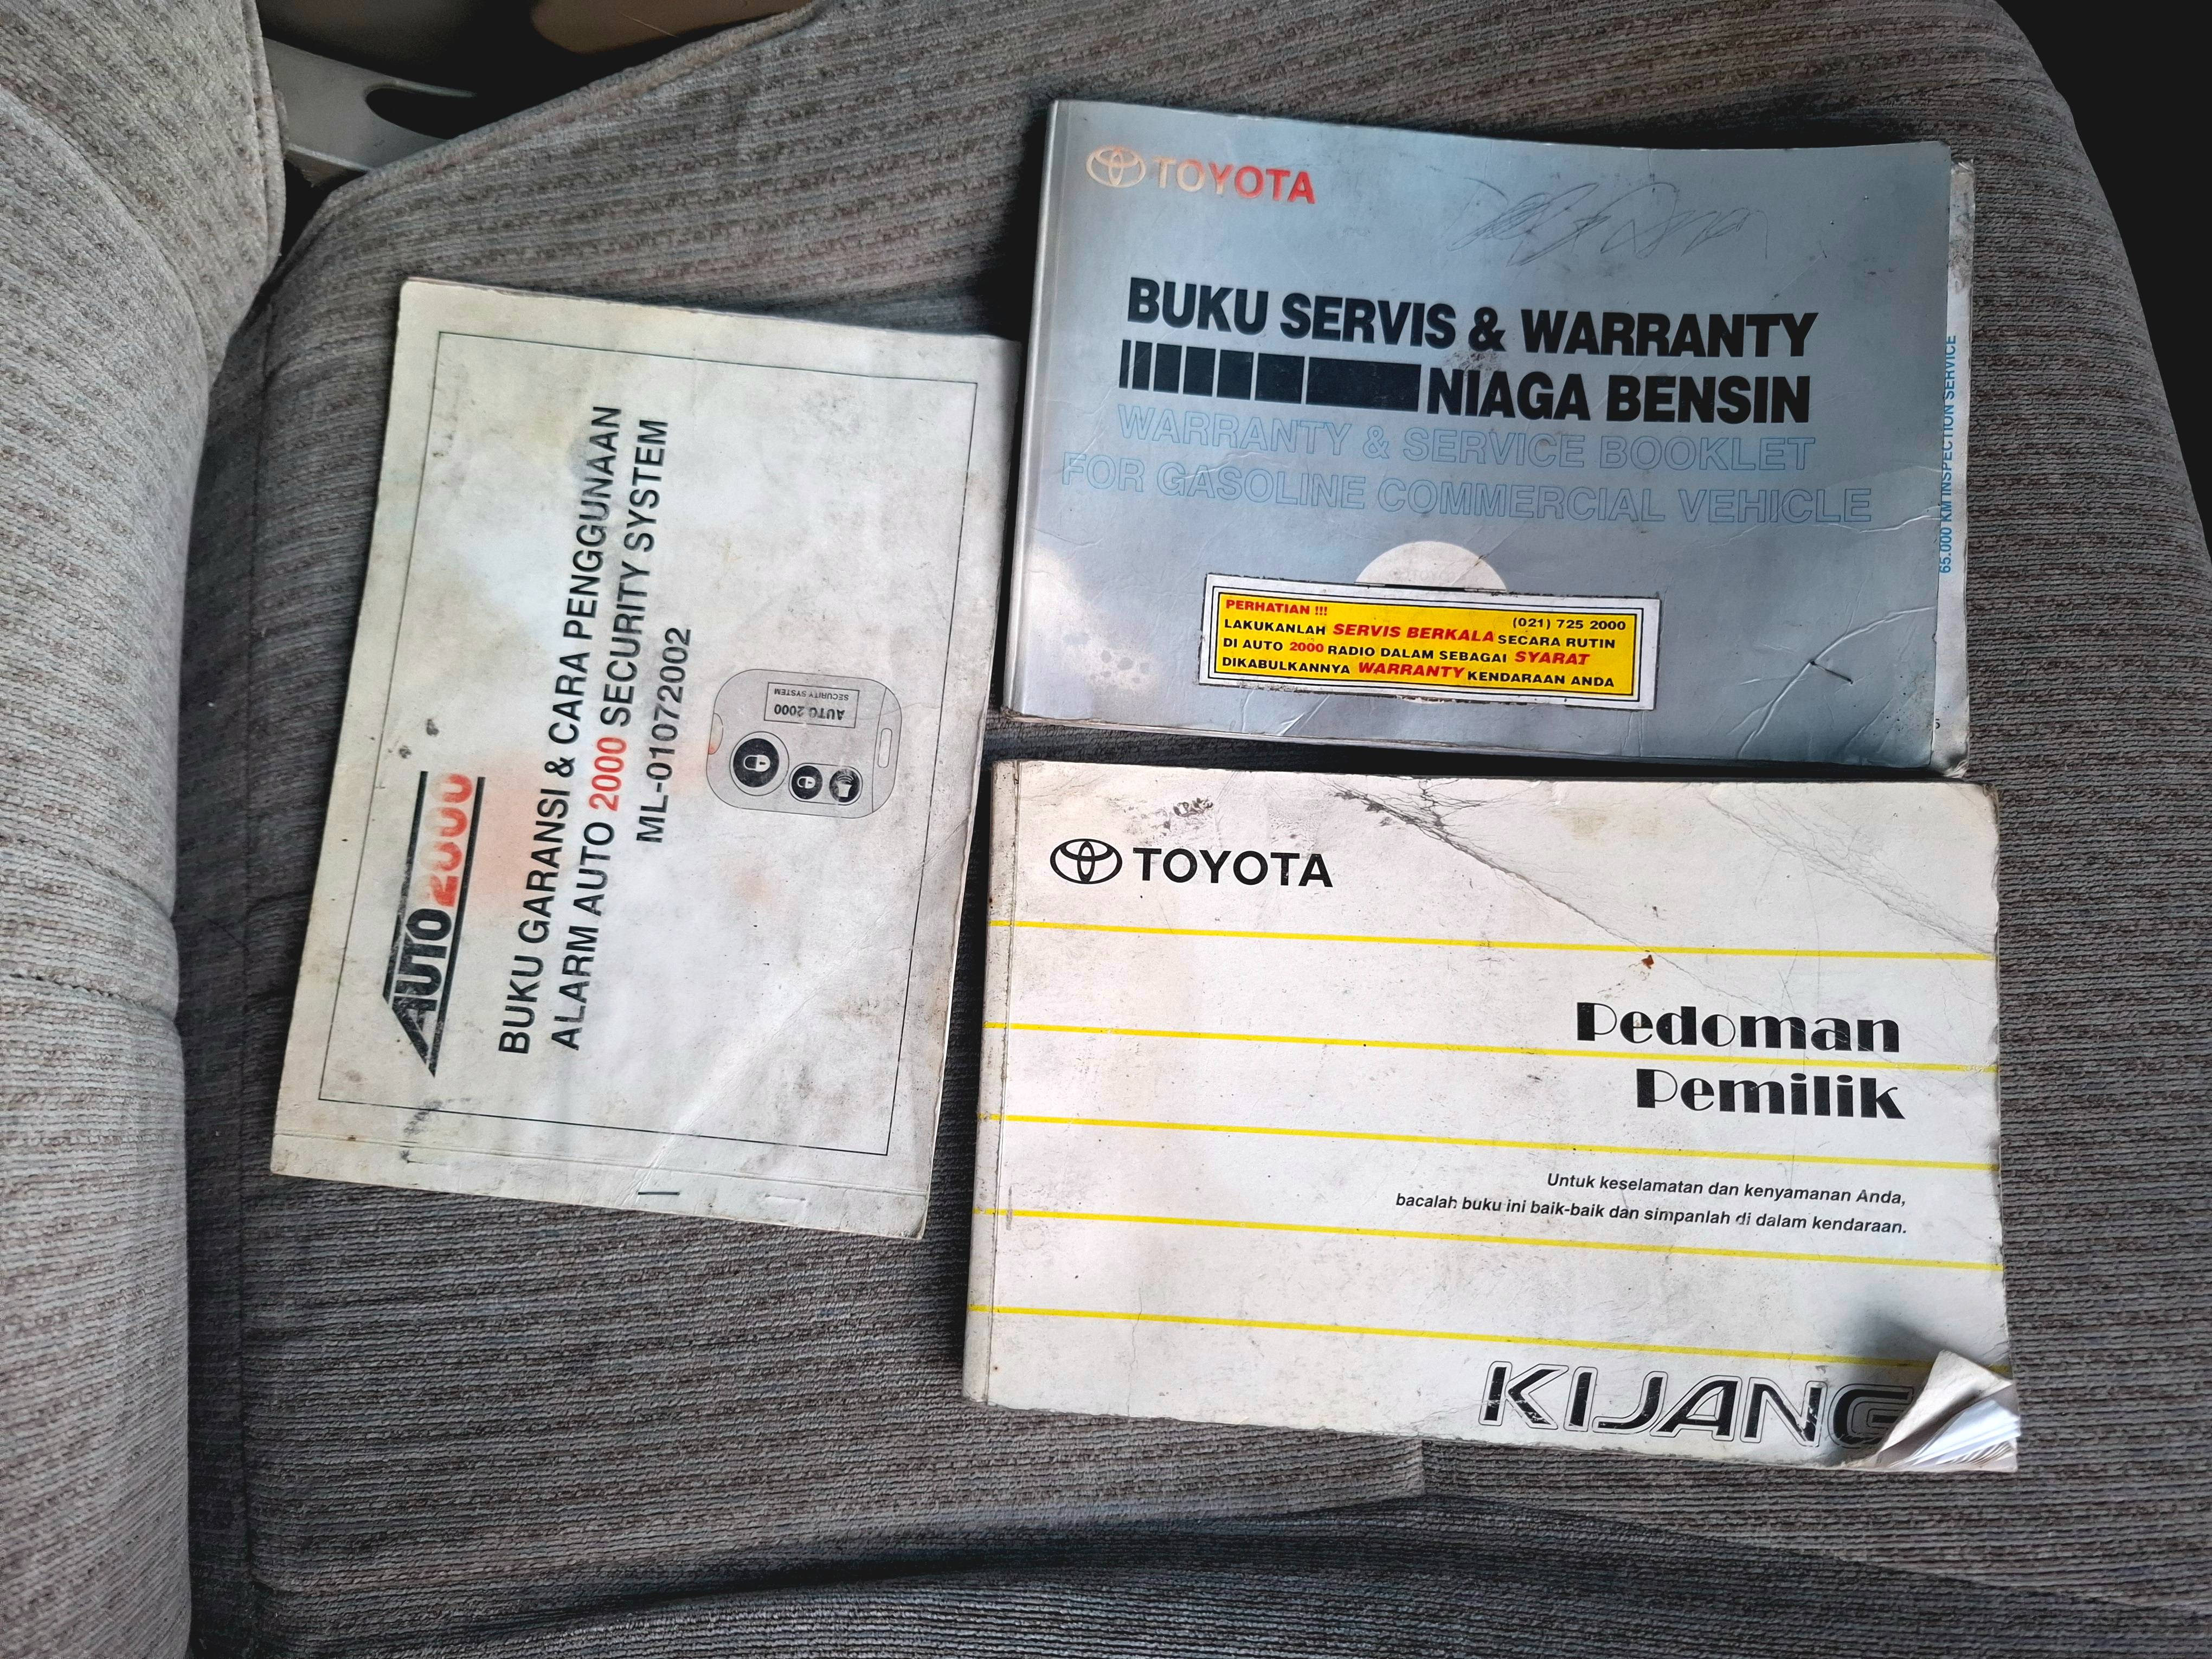 AUTO 2000
BUKU GARANSI & CARA PENGGUNAAN
ALARM AUTO 2000 SECURITY SYSTEM
ML-01072002
AUTO 2000
SECURITY SYSTEM
TOYOTA
BUKU SERVIS & WARRANTY
NIAGA BENSIN
WARRANTY & SERVICE BOOKLET
FOR GASOLINE COMMERCIAL VEHICLE
PERHATIAN !!! (021) 725 2000
LAKUKANLAH SERVIS BERKALA SECARA RUTIN
DI AUTO 2000 RADIO DALAM SEBAGAI SYARAT
DIKABULKANNYA WARRANTY KENDARAAN ANDA
65.000 KM INSPECTION SERVICE
5
TOYOTA
Pedoman
Pemilik
Untuk keselamatan dan kenyamanan Anda,
bacalah buku ini baik-baik dan simpanlah di dalam kendaraan.
KIJANG